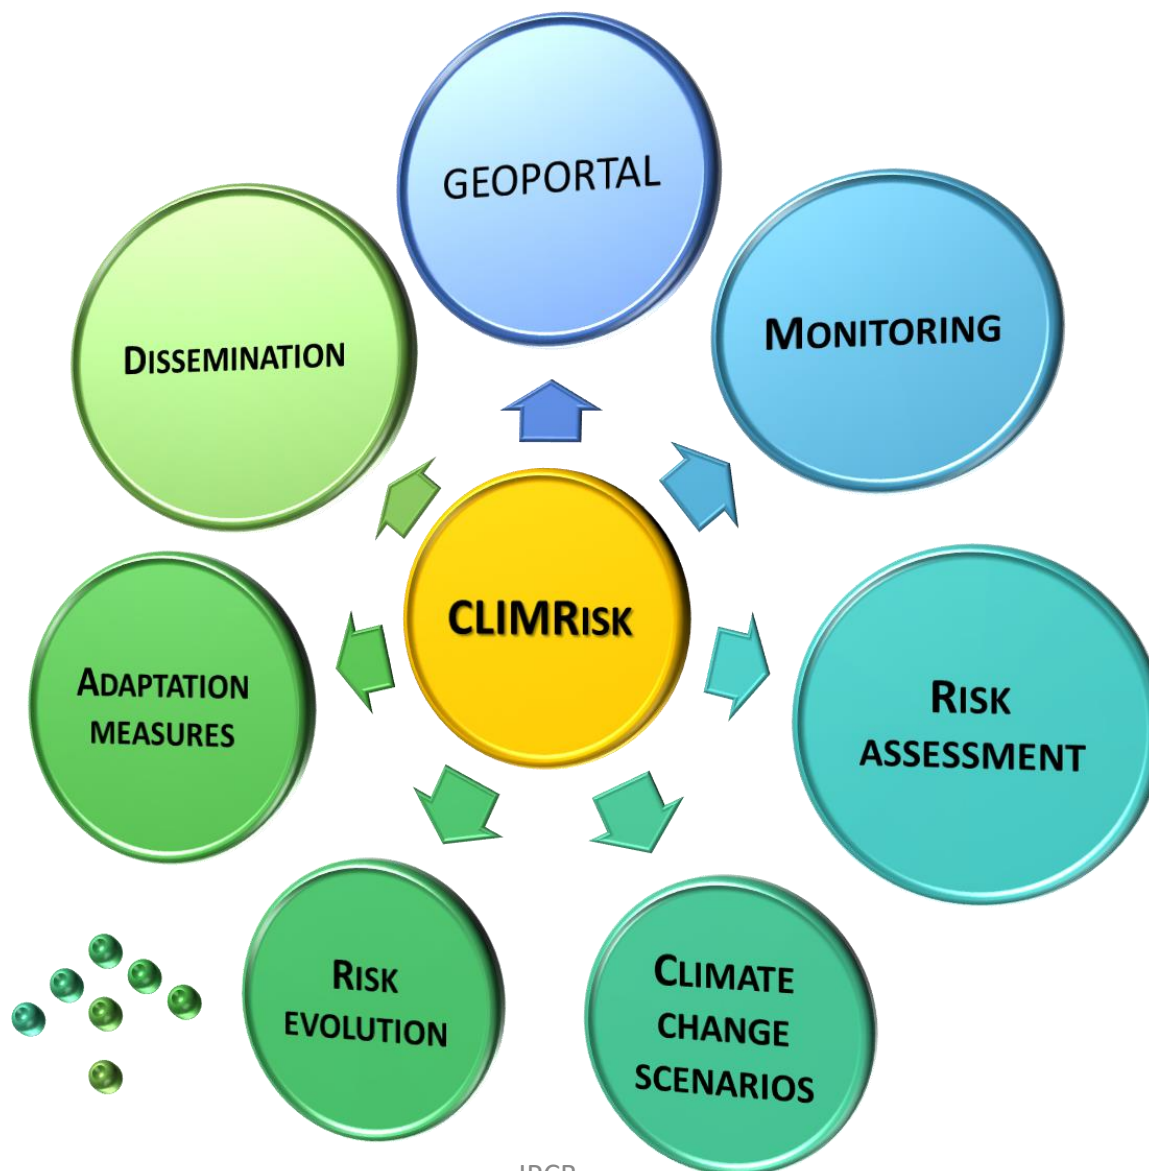 GEOPORTAL
MONITORING
DISSEMINATION
CLIMRISK
RISK
ASSESSMENT
ADAPTATION
MEASURES
CLIMATE
CHANGE
SCENARIOS
RISK
EVOLUTION